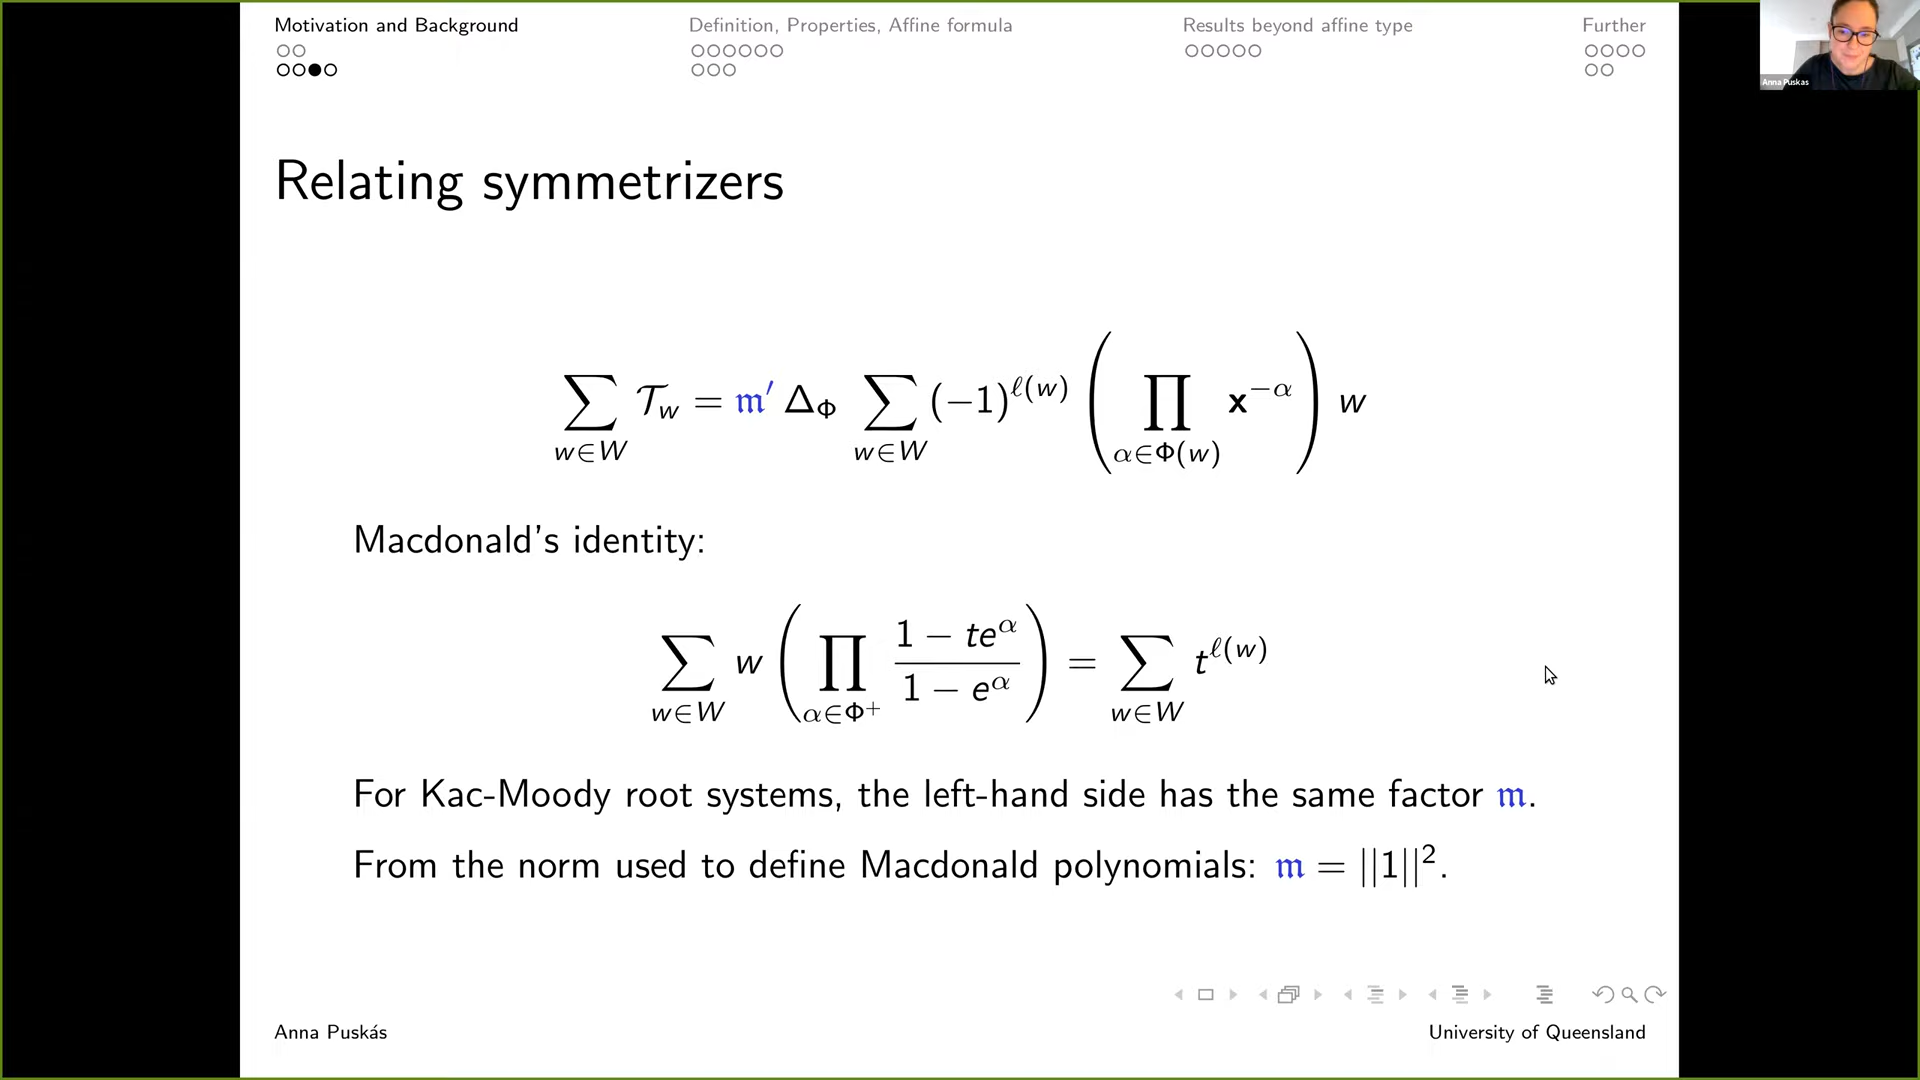 Motivation and Background
Definition, Properties, Affine formula
Results beyond affine type
Further
Anna Puskas
Relating symmetrizers
∑_{w∈W} 𝒯_w = 𝔪′ Δ_Φ ∑_{w∈W} (−1)^{ℓ(w)} ( ∏_{α∈Φ(w)} x^{−α} ) w
Macdonald's identity:
∑_{w∈W} w ( ∏_{α∈Φ⁺} (1 − te^α)/(1 − e^α) ) = ∑_{w∈W} t^{ℓ(w)}
For Kac-Moody root systems, the left-hand side has the same factor 𝔪.
From the norm used to define Macdonald polynomials: 𝔪 = ||1||².
Anna Puskás
University of Queensland